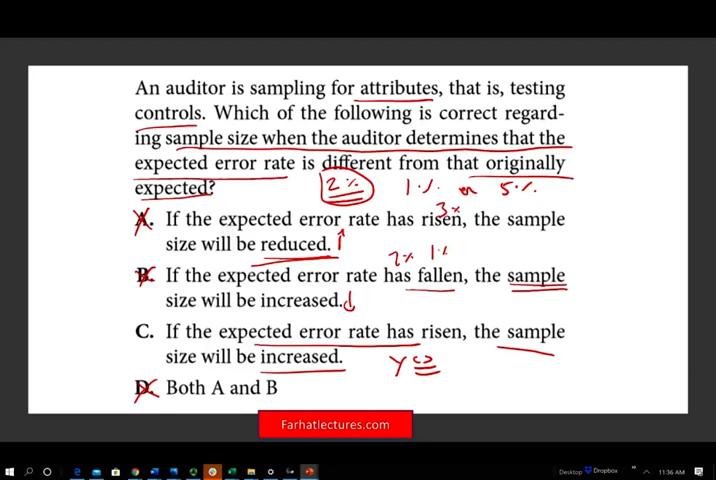 An auditor is sampling for attributes, that is, testing
controls. Which of the following is correct regard-
ing sample size when the auditor determines that the
expected error rate is different from that originally
expected? 2% 1% or 5%
3%
A. If the expected error rate has risen, the sample
size will be reduced.
2% 1%
B. If the expected error rate has fallen, the sample
size will be increased.
C. If the expected error rate has risen, the sample
size will be increased.
D. Both A and B
Farhatlectures.com
Desktop Dropbox 11:36 AM